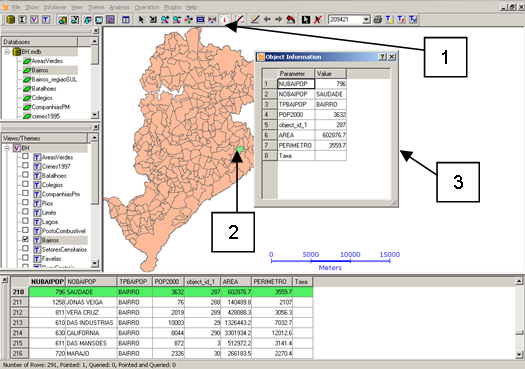 File Show Infolayer View Theme Analysis Operation Plugins Help
209421
Databases
BH.mdb
AreasVerdes
Bairros
Bairros_regiaoSUL
Batalhoes
Colegios
CompanhiasPM
crimes1995
Views/Themes
BH
AreasVerdes
Crimes1997
Batalhoes
Colegios
CompanhiasPm
Rios
Limite
Lagoa
PostoCombustivel
Bairros
SetoresCensitarios
Favelas
Object Information
Parameter Value
1 NUBAIPOP 796
2 NOBAIPOP SAUDADE
3 TPBAIPOP BAIRRO
4 POP2000 3632
5 object_id_1 287
6 AREA 602876.7
7 PERIMETRO 3559.7
8 Taxa
1
2
3
0 5000 10000 15000
Meters
NUBAIPOP NOBAIPOP TPBAIPOP POP2000 object_id_1 AREA PERIMETRO Taxa
210 796 SAUDADE BAIRRO 3632 287 602876.7 3559.7
211 1258 JONAS VEIGA BAIRRO 76 288 140489.8 2107
212 811 VERA CRUZ BAIRRO 2019 289 428088.3 3056.3
213 610 DAS INDUSTRIAS BAIRRO 10003 29 1326443.2 7032.7
214 630 CALIFORNIA BAIRRO 8044 290 3301934.2 12012.6
215 611 DAS MANSOES BAIRRO 872 3 512972.2 3141.4
216 720 MARAJO BAIRRO 2326 30 266183.5 2270.4
Number of Rows: 291, Pointed: 1, Queried: 0, Pointed and Queried: 0